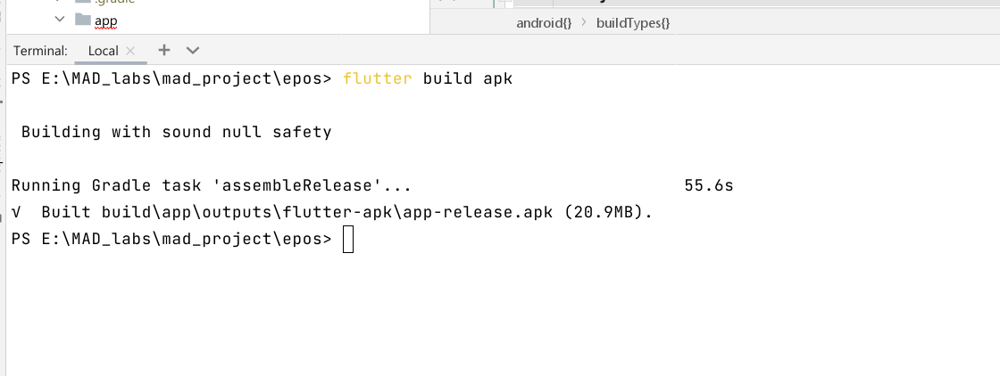 .gradle
app
android{} > buildTypes{}
Terminal: Local × +
PS E:\MAD_labs\mad_project\epos> flutter build apk
Building with sound null safety
Running Gradle task 'assembleRelease'... 55.6s
√ Built build\app\outputs\flutter-apk\app-release.apk (20.9MB).
PS E:\MAD_labs\mad_project\epos>